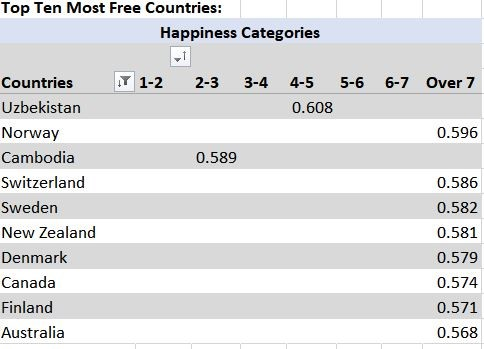 Top Ten Most Free Countries:
Happiness Categories
Countries 1-2 2-3 3-4 4-5 5-6 6-7 Over 7
Uzbekistan 0.608
Norway 0.596
Cambodia 0.589
Switzerland 0.586
Sweden 0.582
New Zealand 0.581
Denmark 0.579
Canada 0.574
Finland 0.571
Australia 0.568